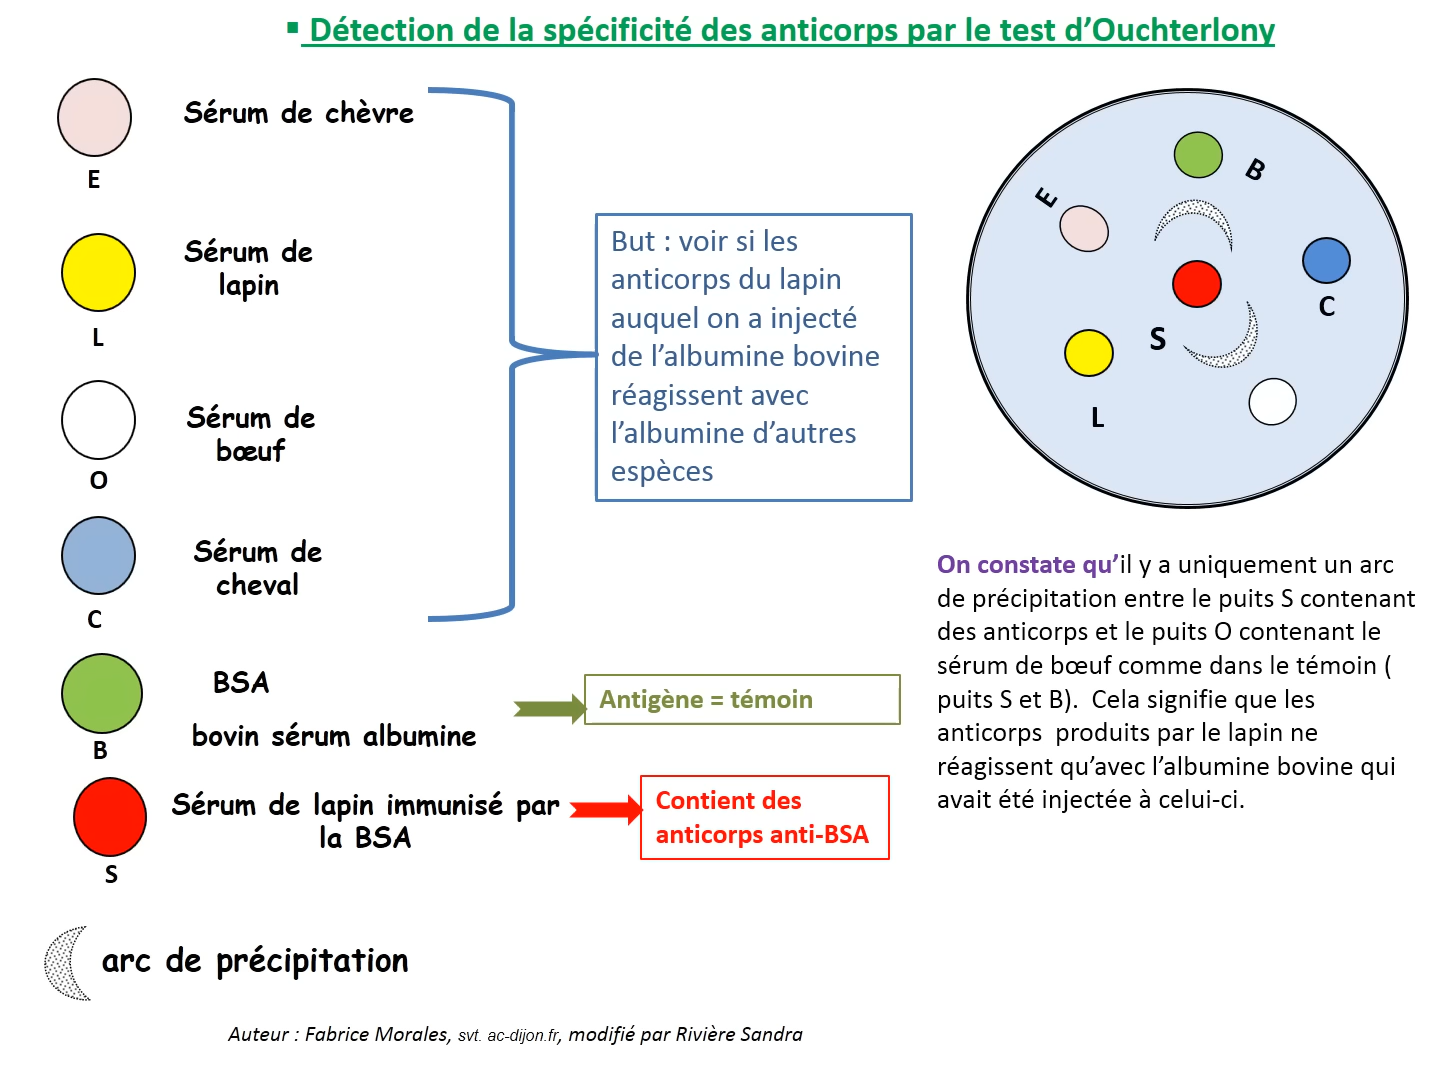 ▪ Détection de la spécificité des anticorps par le test d’Ouchterlony
Sérum de chèvre
E
Sérum de
lapin
L
Sérum de
bœuf
O
Sérum de
cheval
C
BSA
bovin sérum albumine
B
Sérum de lapin immunisé par
la BSA
S
arc de précipitation
But : voir si les
anticorps du lapin
auquel on a injecté
de l’albumine bovine
réagissent avec
l’albumine d’autres
espèces
Antigène = témoin
Contient des
anticorps anti-BSA
B
E
C
S
L
On constate qu’il y a uniquement un arc
de précipitation entre le puits S contenant
des anticorps et le puits O contenant le
sérum de bœuf comme dans le témoin (
puits S et B).  Cela signifie que les
anticorps  produits par le lapin ne
réagissent qu’avec l’albumine bovine qui
avait été injectée à celui-ci.
Auteur : Fabrice Morales, svt. ac-dijon.fr, modifié par Rivière Sandra